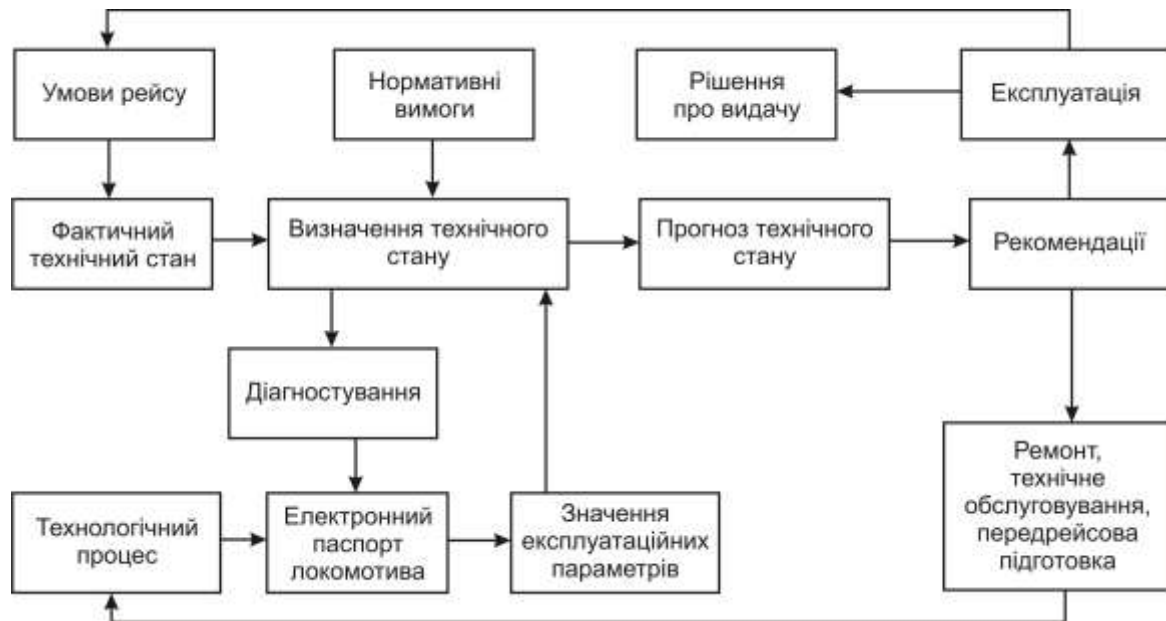 Умови рейсу
Нормативні
вимоги
Рішення
про видачу
Експлуатація
Фактичний
технічний стан
Визначення технічного
стану
Прогноз технічного
стану
Рекомендації
Діагностування
Технологічний
процес
Електронний
паспорт
локомотива
Значення
експлуатаційних
параметрів
Ремонт,
технічне
обслуговування,
передрейсова
підготовка